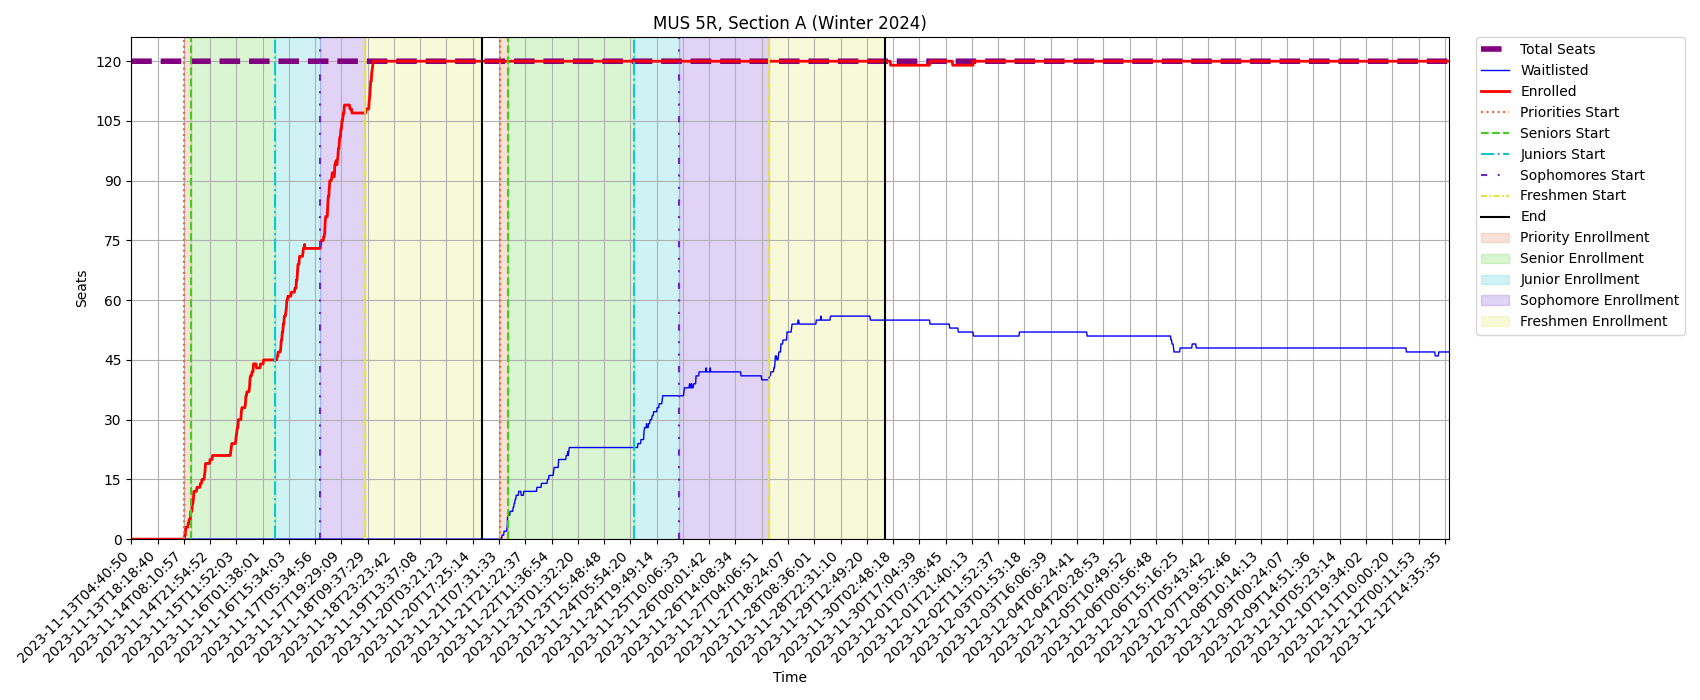 MUS 5R, Section A (Winter 2024)
Seats
120
105
90
75
60
45
30
15
0
2023-11-13T04:40:50
2023-11-13T18:18:40
2023-11-14T08:10:57
2023-11-14T21:54:52
2023-11-15T11:52:03
2023-11-16T01:38:01
2023-11-16T15:34:03
2023-11-17T05:34:56
2023-11-17T19:29:09
2023-11-18T09:37:29
2023-11-18T23:23:42
2023-11-19T13:37:08
2023-11-20T03:21:23
2023-11-20T17:25:14
2023-11-21T07:31:33
2023-11-21T21:22:37
2023-11-22T11:36:54
2023-11-23T01:32:20
2023-11-23T15:48:48
2023-11-24T05:54:20
2023-11-24T19:49:14
2023-11-25T10:06:33
2023-11-26T00:01:42
2023-11-26T14:08:34
2023-11-27T04:06:51
2023-11-27T18:24:07
2023-11-28T08:36:01
2023-11-28T22:31:10
2023-11-29T12:49:20
2023-11-30T02:48:18
2023-11-30T17:04:39
2023-12-01T07:38:45
2023-12-01T21:40:13
2023-12-02T11:52:37
2023-12-03T01:53:18
2023-12-03T16:06:39
2023-12-04T06:24:41
2023-12-04T20:28:53
2023-12-05T10:49:52
2023-12-06T00:56:48
2023-12-06T15:16:25
2023-12-07T05:43:42
2023-12-07T19:52:46
2023-12-08T10:14:13
2023-12-09T00:24:07
2023-12-09T14:51:36
2023-12-10T05:23:14
2023-12-10T19:34:02
2023-12-11T10:00:20
2023-12-12T00:11:53
2023-12-12T14:35:35
Time
Total Seats
Waitlisted
Enrolled
Priorities Start
Seniors Start
Juniors Start
Sophomores Start
Freshmen Start
End
Priority Enrollment
Senior Enrollment
Junior Enrollment
Sophomore Enrollment
Freshmen Enrollment